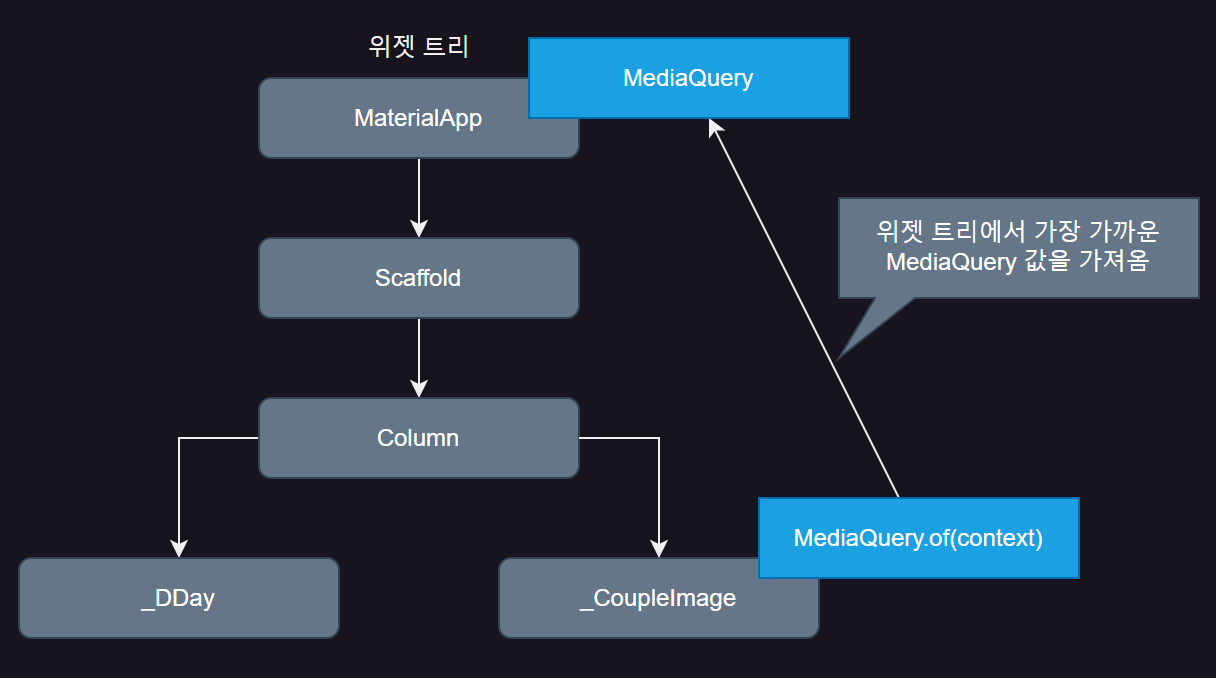 위젯 트리
MediaQuery
MaterialApp
위젯 트리에서 가장 가까운
MediaQuery 값을 가져옴
Scaffold
Column
MediaQuery.of(context)
_DDay
_CoupleImage